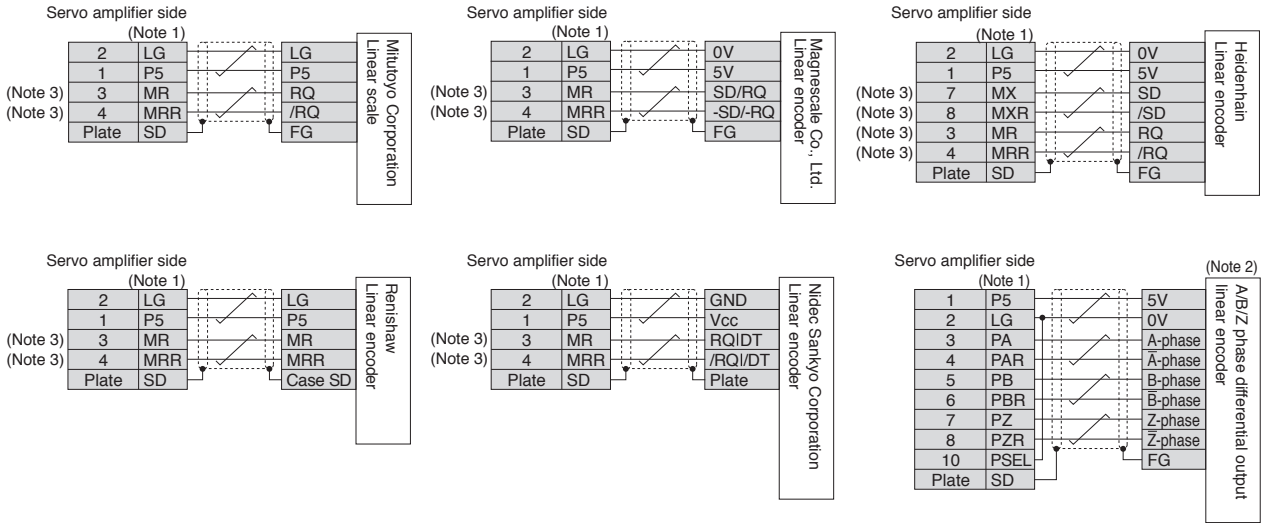 Servo amplifier side
(Note 1)
2 LG LG
1 P5 P5
(Note 3) 3 MR RQ
(Note 3) 4 MRR /RQ
Plate SD FG
Mitutoyo Corporation
Linear scale
Servo amplifier side
(Note 1)
2 LG 0V
1 P5 5V
(Note 3) 3 MR SD/RQ
(Note 3) 4 MRR -SD/-RQ
Plate SD FG
Magnescale Co., Ltd.
Linear encoder
Servo amplifier side
(Note 1)
2 LG 0V
1 P5 5V
(Note 3) 7 MX SD
(Note 3) 8 MXR /SD
(Note 3) 3 MR RQ
(Note 3) 4 MRR /RQ
Plate SD FG
Heidenhain
Linear encoder
Servo amplifier side
(Note 1)
2 LG LG
1 P5 P5
(Note 3) 3 MR MR
(Note 3) 4 MRR MRR
Plate SD Case SD
Renishaw
Linear encoder
Servo amplifier side
(Note 1)
2 LG GND
1 P5 Vcc
(Note 3) 3 MR RQ|DT
(Note 3) 4 MRR /RQ|/DT
Plate SD Plate
Nidec Sankyo Corporation
Linear encoder
Servo amplifier side
(Note 1)
(Note 2)
1 P5 5V
2 LG 0V
3 PA A-phase
4 PAR A̅-phase
5 PB B-phase
6 PBR B̅-phase
7 PZ Z-phase
8 PZR Z̅-phase
10 PSEL FG
Plate SD
A/B/Z phase differential output
linear encoder